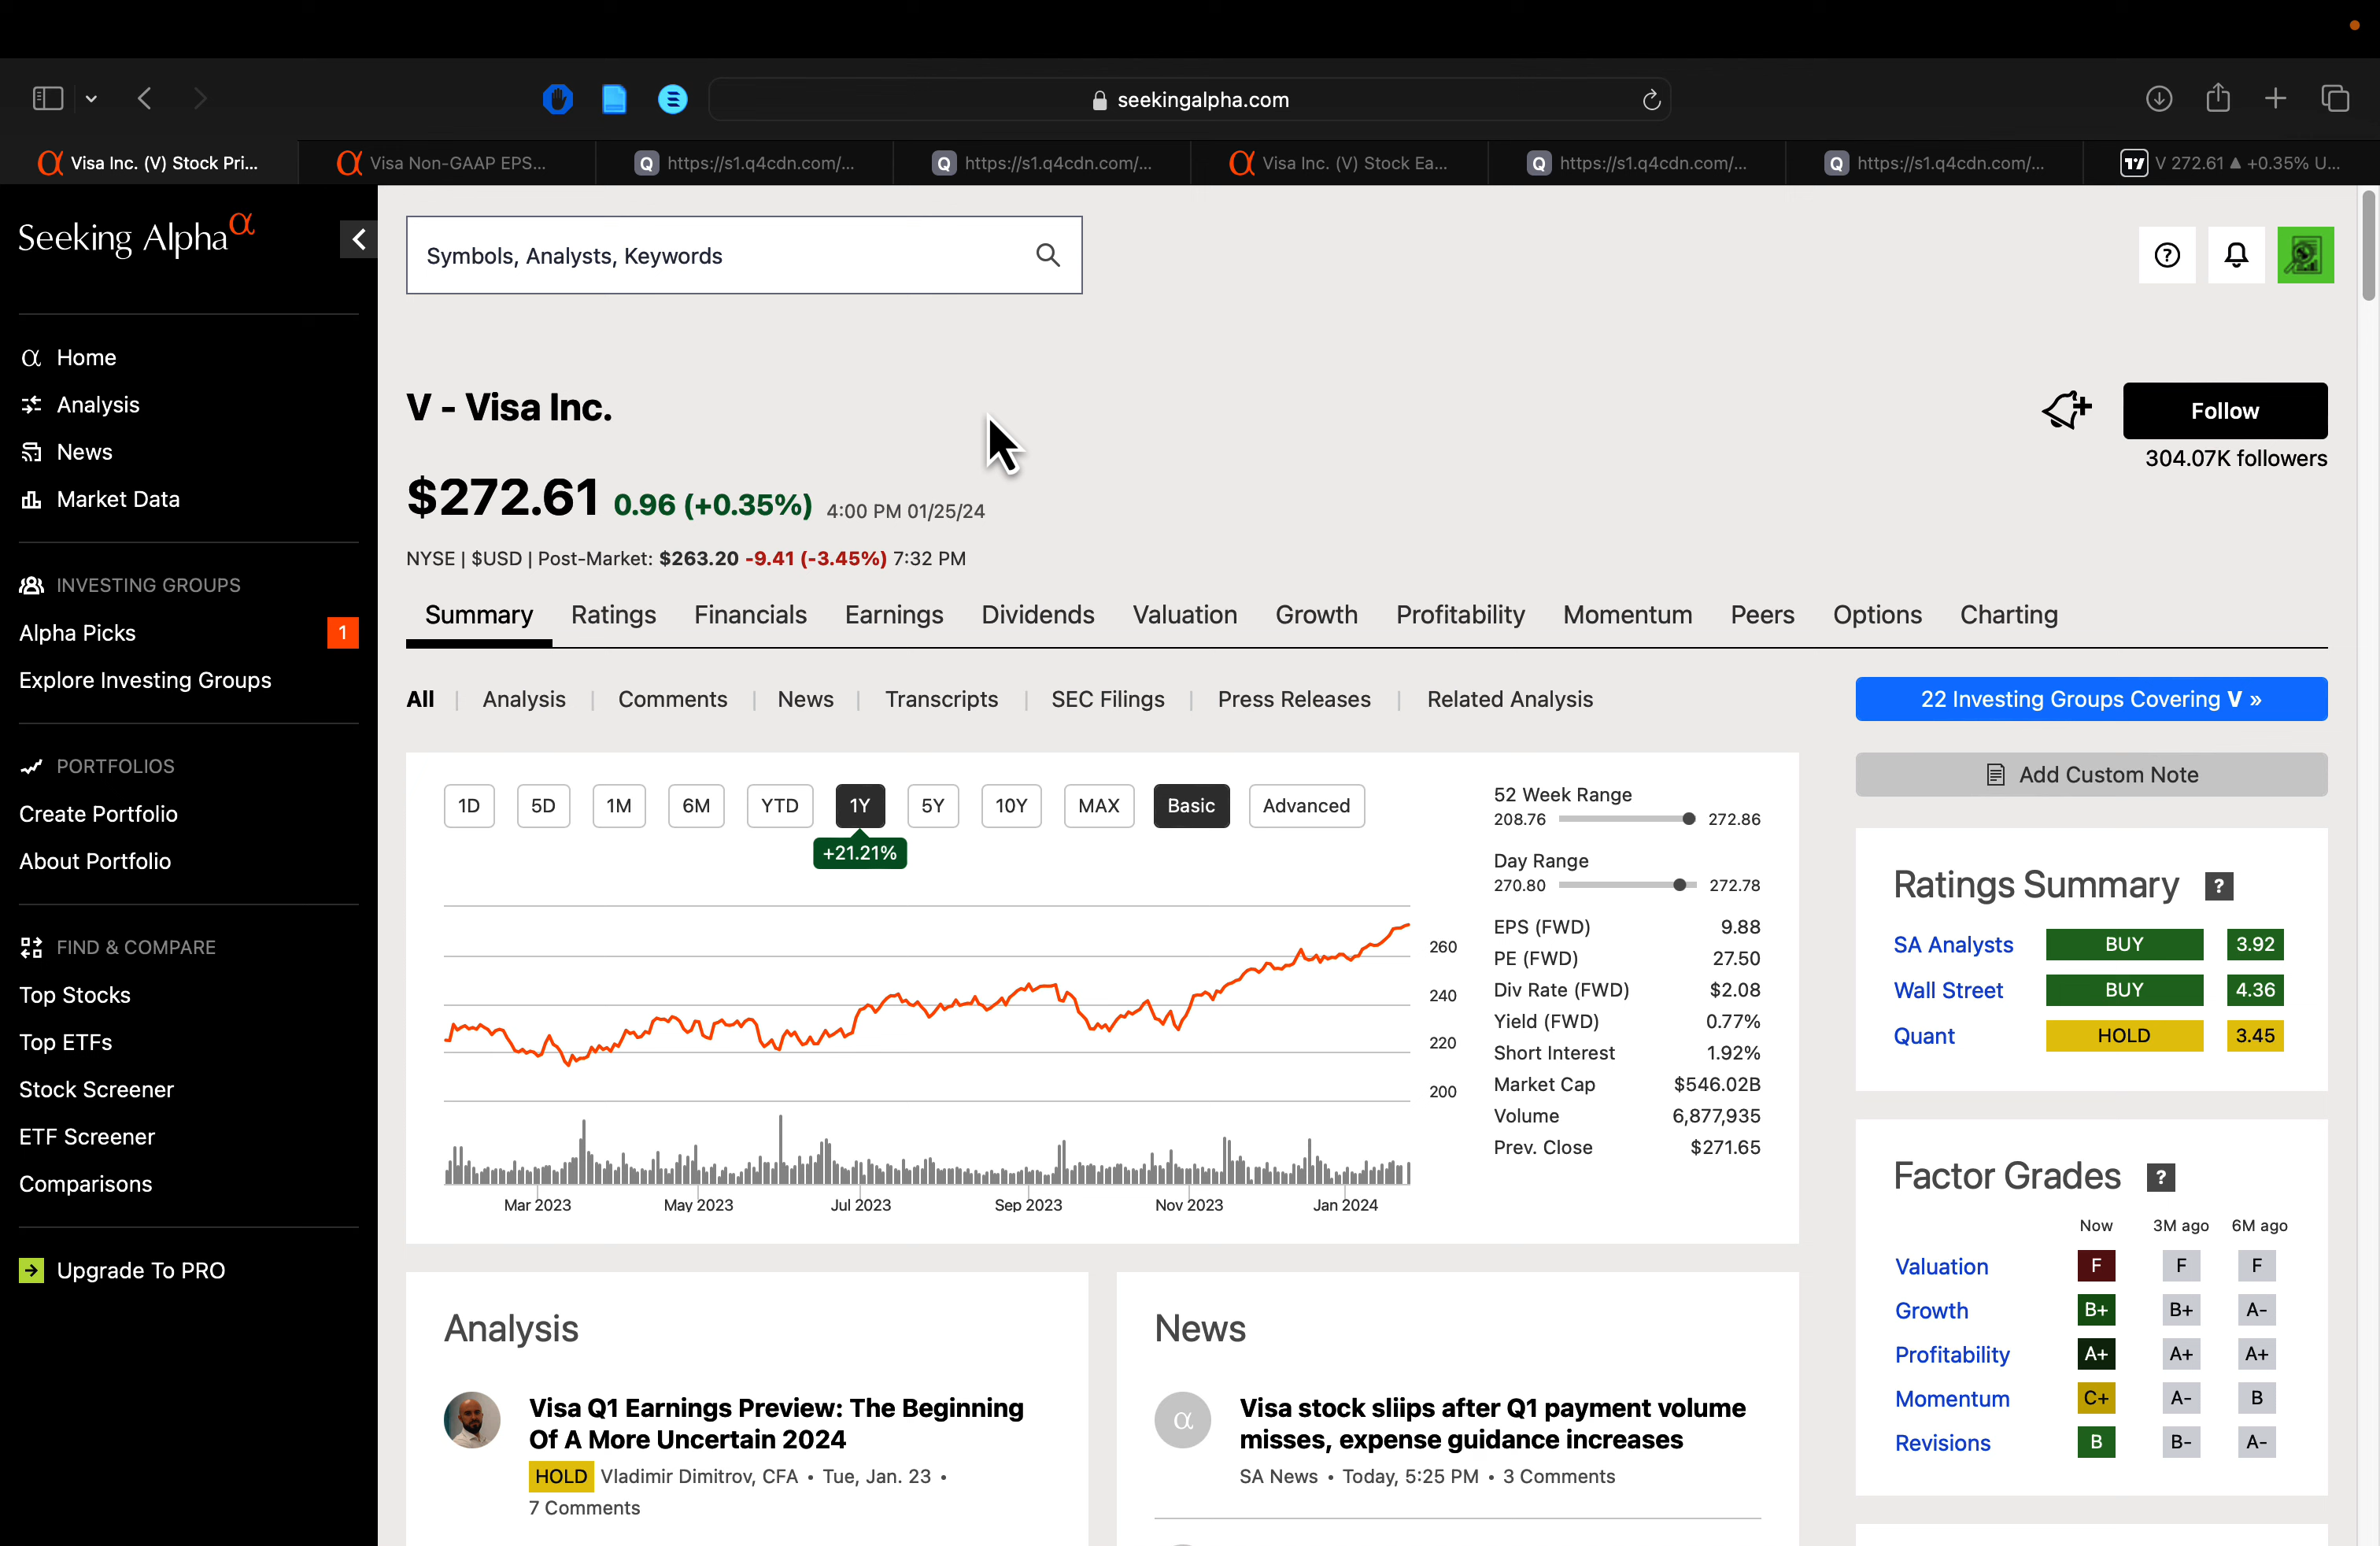 seekingalpha.com
Visa Inc. (V) Stock Pri...
Visa Non-GAAP EPS...
Q https://s1.q4cdn.com/...
Q https://s1.q4cdn.com/...
Visa Inc. (V) Stock Ea...
Q https://s1.q4cdn.com/...
Q https://s1.q4cdn.com/...
V 272.61 ▲ +0.35% U...
Seeking Alpha α
Symbols, Analysts, Keywords
Home
Analysis
News
Market Data
INVESTING GROUPS
Alpha Picks 1
Explore Investing Groups
PORTFOLIOS
Create Portfolio
About Portfolio
FIND & COMPARE
Top Stocks
Top ETFs
Stock Screener
ETF Screener
Comparisons
Upgrade To PRO
V - Visa Inc.
Follow
304.07K followers
$272.61 0.96 (+0.35%) 4:00 PM 01/25/24
NYSE | $USD | Post-Market: $263.20 -9.41 (-3.45%) 7:32 PM
Summary Ratings Financials Earnings Dividends Valuation Growth Profitability Momentum Peers Options Charting
All | Analysis | Comments | News | Transcripts | SEC Filings | Press Releases | Related Analysis
22 Investing Groups Covering V »
Add Custom Note
1D 5D 1M 6M YTD 1Y 5Y 10Y MAX Basic Advanced
+21.21%
260
240
220
200
Mar 2023 May 2023 Jul 2023 Sep 2023 Nov 2023 Jan 2024
52 Week Range
208.76 272.86
Day Range
270.80 272.78
EPS (FWD) 9.88
PE (FWD) 27.50
Div Rate (FWD) $2.08
Yield (FWD) 0.77%
Short Interest 1.92%
Market Cap $546.02B
Volume 6,877,935
Prev. Close $271.65
Ratings Summary ?
SA Analysts BUY 3.92
Wall Street BUY 4.36
Quant HOLD 3.45
Factor Grades ?
Now 3M ago 6M ago
Valuation F F F
Growth B+ B+ A-
Profitability A+ A+ A+
Momentum C+ A- B
Revisions B B- A-
Analysis
Visa Q1 Earnings Preview: The Beginning
Of A More Uncertain 2024
HOLD Vladimir Dimitrov, CFA • Tue, Jan. 23 •
7 Comments
News
Visa stock sliips after Q1 payment volume
misses, expense guidance increases
SA News • Today, 5:25 PM • 3 Comments